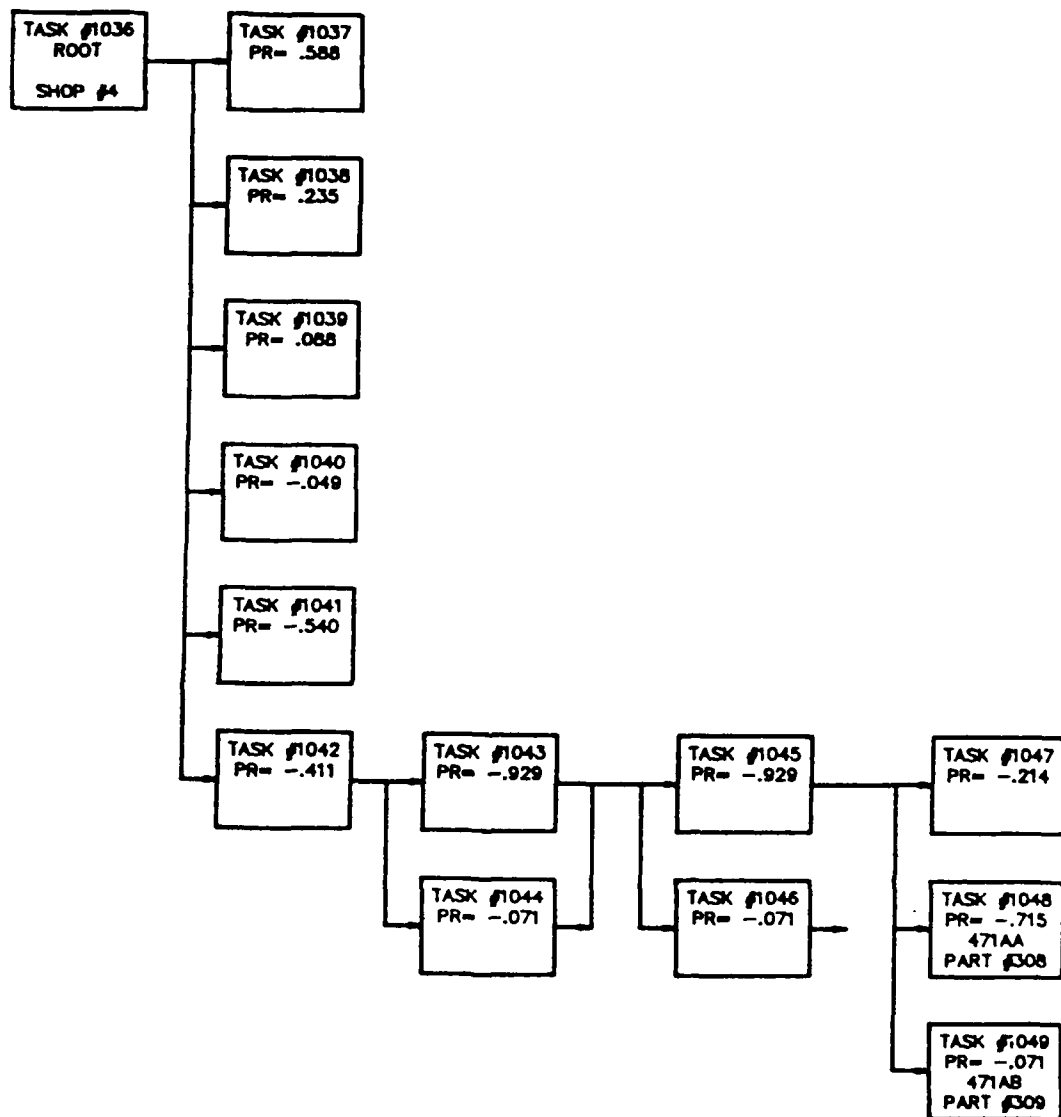 TASK #1036
ROOT
SHOP #4
TASK #1037
PR= .588
TASK #1038
PR= .235
TASK #1039
PR= .088
TASK #1040
PR= -.049
TASK #1041
PR= -.540
TASK #1042
PR= -.411
TASK #1043
PR= -.929
TASK #1045
PR= -.929
TASK #1047
PR= -.214
TASK #1044
PR= -.071
TASK #1046
PR= -.071
TASK #1048
PR= -.715
471AA
PART #308
TASK #1049
PR= -.071
471AB
PART #309